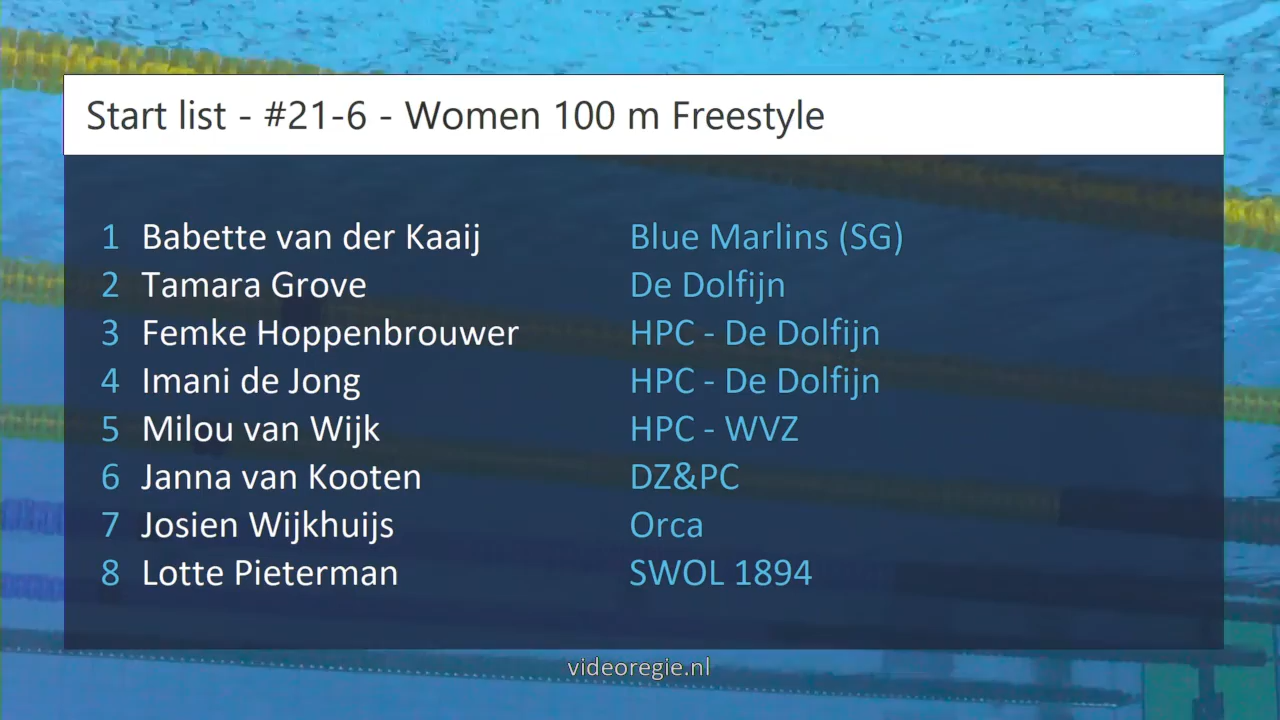 Start list - #21-6 - Women 100 m Freestyle
1 Babette van der Kaaij Blue Marlins (SG)
2 Tamara Grove De Dolfijn
3 Femke Hoppenbrouwer HPC - De Dolfijn
4 Imani de Jong HPC - De Dolfijn
5 Milou van Wijk HPC - WVZ
6 Janna van Kooten DZ&PC
7 Josien Wijkhuijs Orca
8 Lotte Pieterman SWOL 1894
videoregie.nl